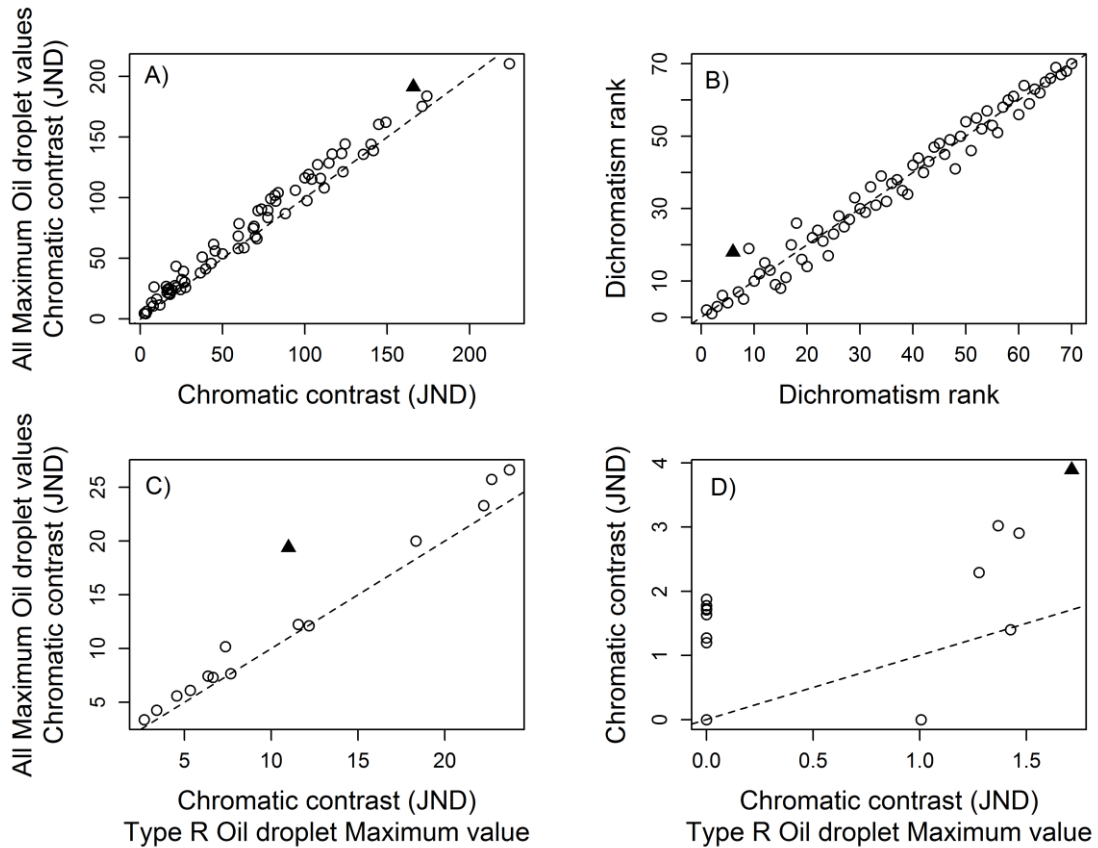 All Maximum Oil droplet values
Chromatic contrast (JND)
A)
0 50 100 150 200
0 50 100 150 200
Chromatic contrast (JND)
Dichromatism rank
B)
0 10 30 50 70
0 10 20 30 40 50 60 70
Dichromatism rank
All Maximum Oil droplet values
Chromatic contrast (JND)
C)
5 10 15 20 25
5 10 15 20
Chromatic contrast (JND)
Type R Oil droplet Maximum value
Chromatic contrast (JND)
D)
0 1 2 3 4
0.0 0.5 1.0 1.5
Chromatic contrast (JND)
Type R Oil droplet Maximum value